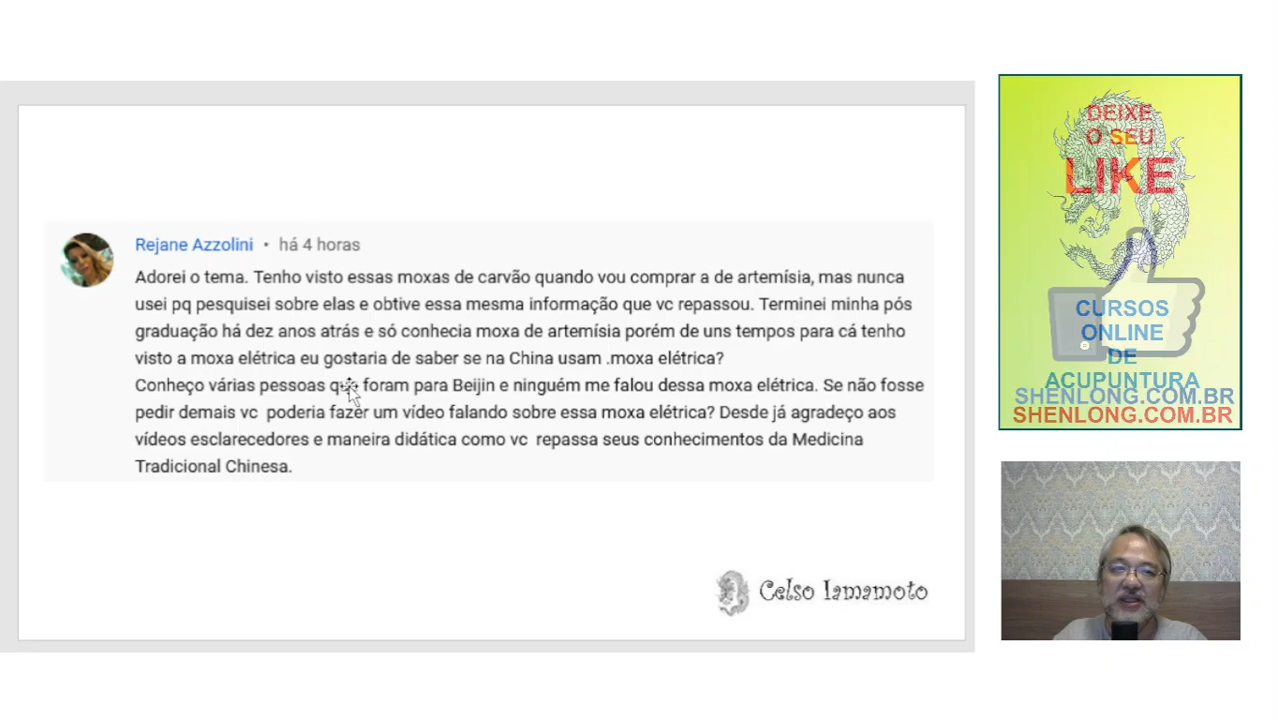 Rejane Azzolini • há 4 horas
Adorei o tema. Tenho visto essas moxas de carvão quando vou comprar a de artemísia, mas nunca
usei pq pesquisei sobre elas e obtive essa mesma informação que vc repassou. Terminei minha pós
graduação há dez anos atrás e só conhecia moxa de artemísia porém de uns tempos para cá tenho
visto a moxa elétrica eu gostaria de saber se na China usam .moxa elétrica?
Conheço várias pessoas que foram para Beijin e ninguém me falou dessa moxa elétrica. Se não fosse
pedir demais vc poderia fazer um vídeo falando sobre essa moxa elétrica? Desde já agradeço aos
vídeos esclarecedores e maneira didática como vc repassa seus conhecimentos da Medicina
Tradicional Chinesa.
Celso Iamamoto
DEIXE
O SEU
LIKE
CURSOS
ONLINE
DE
ACUPUNTURA
SHENLONG.COM.BR
SHENLONG.COM.BR